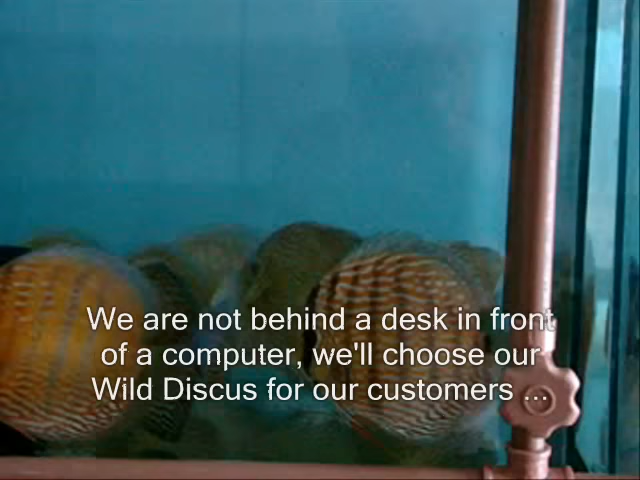 We are not behind a desk in front
of a computer, we'll choose our
Wild Discus for our customers ...